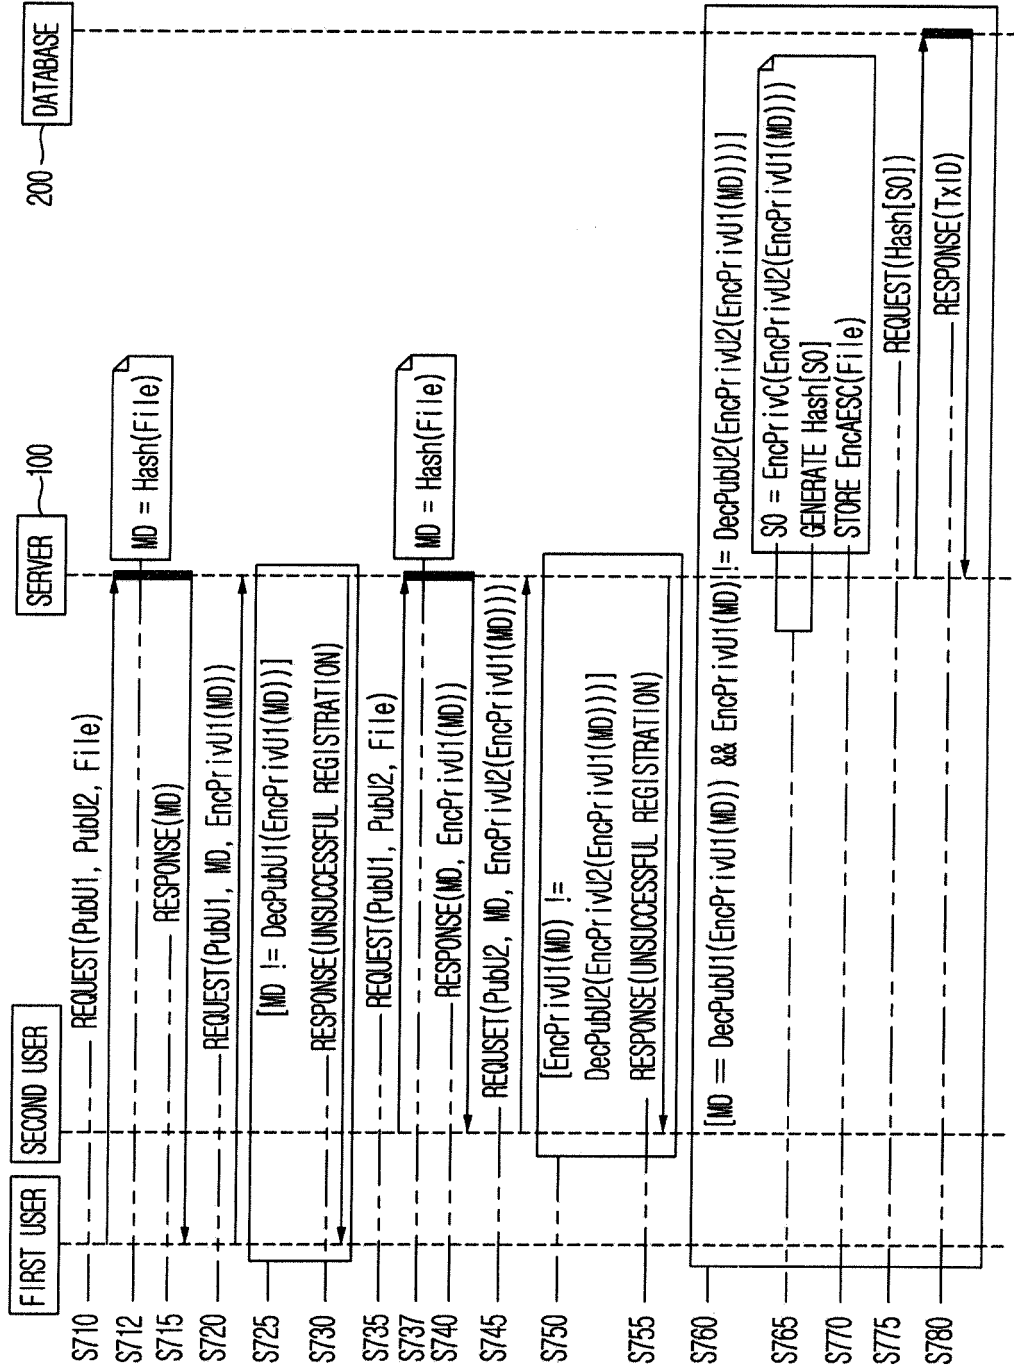 FIRST USER
SECOND USER
SERVER
100
200
DATABASE
S710
REQUEST(PubU1, PubU2, File)
S712
MD = Hash(File)
S715
RESPONSE(MD)
S720
REQUEST(PubU1, MD, EncPrivU1(MD))
S725
[MD != DecPubU1(EncPrivU1(MD))]
S730
RESPONSE(UNSUCCESSFUL REGISTRATION)
S735
REQUEST(PubU1, PubU2, File)
S737
MD = Hash(File)
S740
RESPONSE(MD, EncPrivU1(MD))
S745
REQUSET(PubU2, MD, EncPrivU2(EncPrivU1(MD)))
S750
[EncPrivU1(MD) !=
DecPubU2(EncPrivU2(EncPrivU1(MD)))]
S755
RESPONSE(UNSUCCESSFUL REGISTRATION)
S760
[MD == DecPubU1(EncPrivU1(MD)) && EncPrivU1(MD) != DecPubU2(EncPrivU2(EncPrivU1(MD)))]
S765
SO = EncPrivC(EncPrivU2(EncPrivU1(MD)))
GENERATE Hash[SO]
S770
STORE EncAESC(File)
S775
REQUEST(Hash[SO])
S780
RESPONSE(TxID)